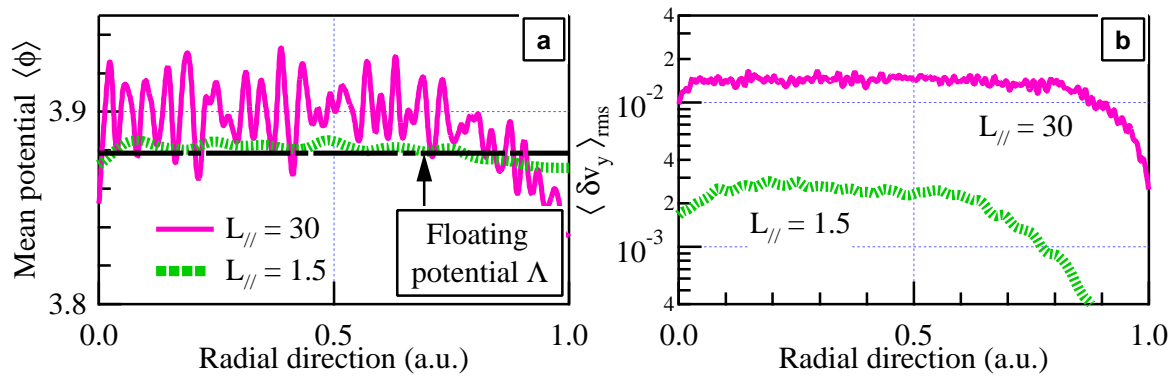 a
Mean potential ⟨ϕ⟩
3.9
3.8
L// = 30
L// = 1.5
Floating
potential Λ
0.0
0.5
1.0
Radial direction (a.u.)
b
⟨ δvy ⟩rms
4
2
10-2
4
2
10-3
4
L// = 30
L// = 1.5
0.0
0.5
1.0
Radial direction (a.u.)